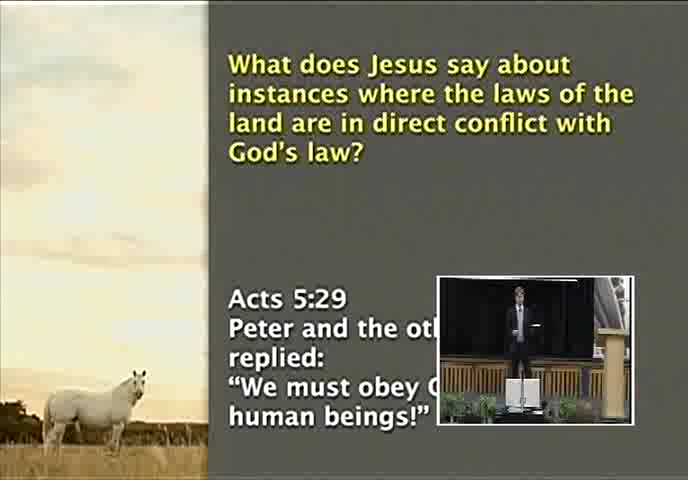 What does Jesus say about
instances where the laws of the
land are in direct conflict with
God's law?
Acts 5:29
Peter and the
replied:
"We must obey
human beings!"